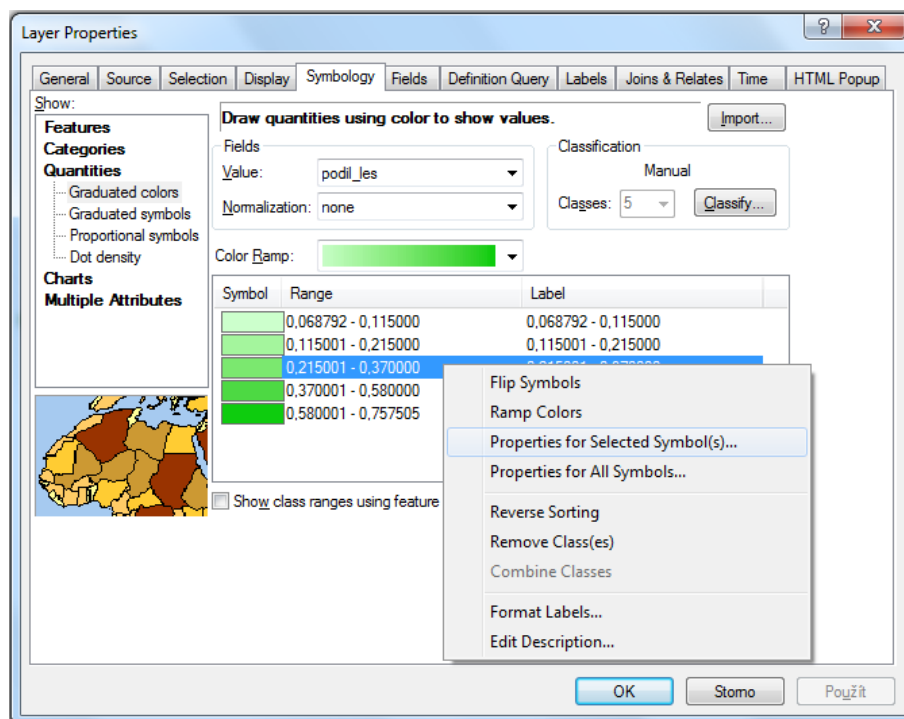 Layer Properties
General Source Selection Display Symbology Fields Definition Query Labels Joins & Relates Time HTML Popup
Show:
Features
Categories
Quantities
Graduated colors
Graduated symbols
Proportional symbols
Dot density
Charts
Multiple Attributes
Draw quantities using color to show values.
Import...
Fields
Value: podil_les
Normalization: none
Classification
Manual
Classes: 5 Classify...
Color Ramp:
Symbol Range Label
0,068792 - 0,115000 0,068792 - 0,115000
0,115001 - 0,215000 0,115001 - 0,215000
0,215001 - 0,370000
0,370001 - 0,580000
0,580001 - 0,757505
Show class ranges using feature
Flip Symbols
Ramp Colors
Properties for Selected Symbol(s)...
Properties for All Symbols...
Reverse Sorting
Remove Class(es)
Combine Classes
Format Labels...
Edit Description...
OK Storno Použít